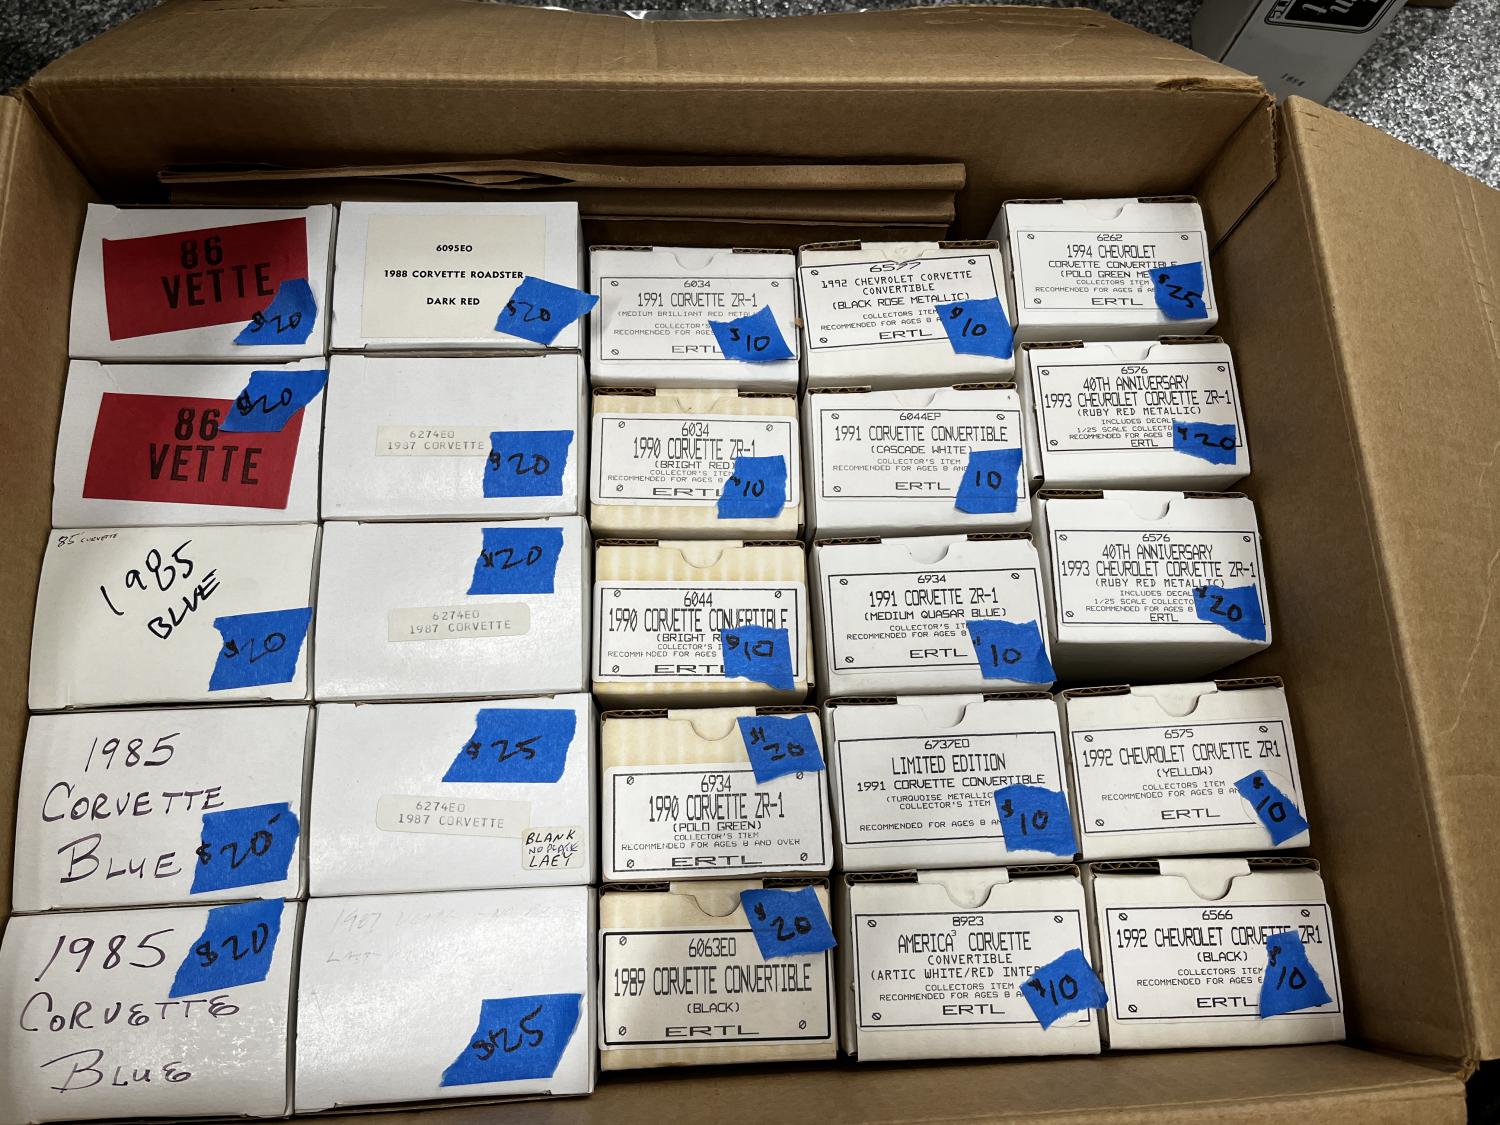 86
VETTE
$20
6095EO
1988 CORVETTE ROADSTER
DARK RED
$20
6034
1991 CORVETTE ZR-1
(MEDIUM BRILLIANT RED
COLLECTOR'S
RECOMMENDED FOR AGES
ERTL
$10
6577
1992 CHEVROLET CORVETTE
CONVERTIBLE
(BLACK ROSE METALLIC)
COLLECTORS ITEM
RECOMMENDED FOR AGES 8
ERTL
$10
6262
1994 CHEVROLET
CORVETTE CONVERTIBLE
(POLO GREEN
COLLECTORS ITEM
RECOMMENDED FOR AGES 8
ERTL
$25
86
VETTE
$20
6274EO
1987 CORVETTE
$20
6034
1990 CORVETTE ZR-1
(BRIGHT RED)
COLLECTOR'S ITEM
RECOMMENDED FOR AGES
ERTL
$10
6044EP
1991 CORVETTE CONVERTIBLE
(CASCADE WHITE)
COLLECTOR'S ITEM
RECOMMENDED FOR AGES 8 AND
ERTL
10
6576
40TH ANNIVERSARY
1993 CHEVROLET CORVETTE ZR-1
(RUBY RED METALLIC)
INCLUDES DECALS
1/25 SCALE
RECOMMENDED FOR AGES 8
ERTL
$20
85 CORVETTE
1985
BLUE
$20
$20
6274EO
1987 CORVETTE
6044
1990 CORVETTE CONVERTIBLE
(BRIGHT
COLLECTOR'S
RECOMMENDED FOR AGES
ERTL
$10
6934
1991 CORVETTE ZR-1
(MEDIUM QUASAR BLUE)
COLLECTOR'S
RECOMMENDED FOR AGES 8
ERTL
10
6576
40TH ANNIVERSARY
1993 CHEVROLET CORVETTE ZR-1
(RUBY RED METALLIC)
INCLUDES
1/25 SCALE
RECOMMENDED FOR AGES 8
ERTL
$20
1985
CORVETTE
BLUE
$20
$25
6274EO
1987 CORVETTE
BLANK
NO PLACE
LAEY
$20
6934
1990 CORVETTE ZR-1
(POLO GREEN)
COLLECTOR'S ITEM
RECOMMENDED FOR AGES 8 AND OVER
ERTL
6737EO
LIMITED EDITION
1991 CORVETTE CONVERTIBLE
(TURQUOISE METALLIC
COLLECTOR'S ITEM
RECOMMENDED FOR AGES 8
$10
6575
1992 CHEVROLET CORVETTE ZR1
(YELLOW)
COLLECTORS ITEM
RECOMMENDED FOR AGES 8
ERTL
$10
1985
CORVETTE
BLUE
$20
1987
$25
$20
6063EO
1989 CORVETTE CONVERTIBLE
(BLACK)
ERTL
8923
AMERICA³ CORVETTE
CONVERTIBLE
(ARTIC WHITE/RED
COLLECTORS ITEM
RECOMMENDED FOR AGES 8
ERTL
$10
6566
1992 CHEVROLET CORVETTE ZR1
(BLACK)
COLLECTORS ITEM
RECOMMENDED FOR AGES 8
ERTL
$10